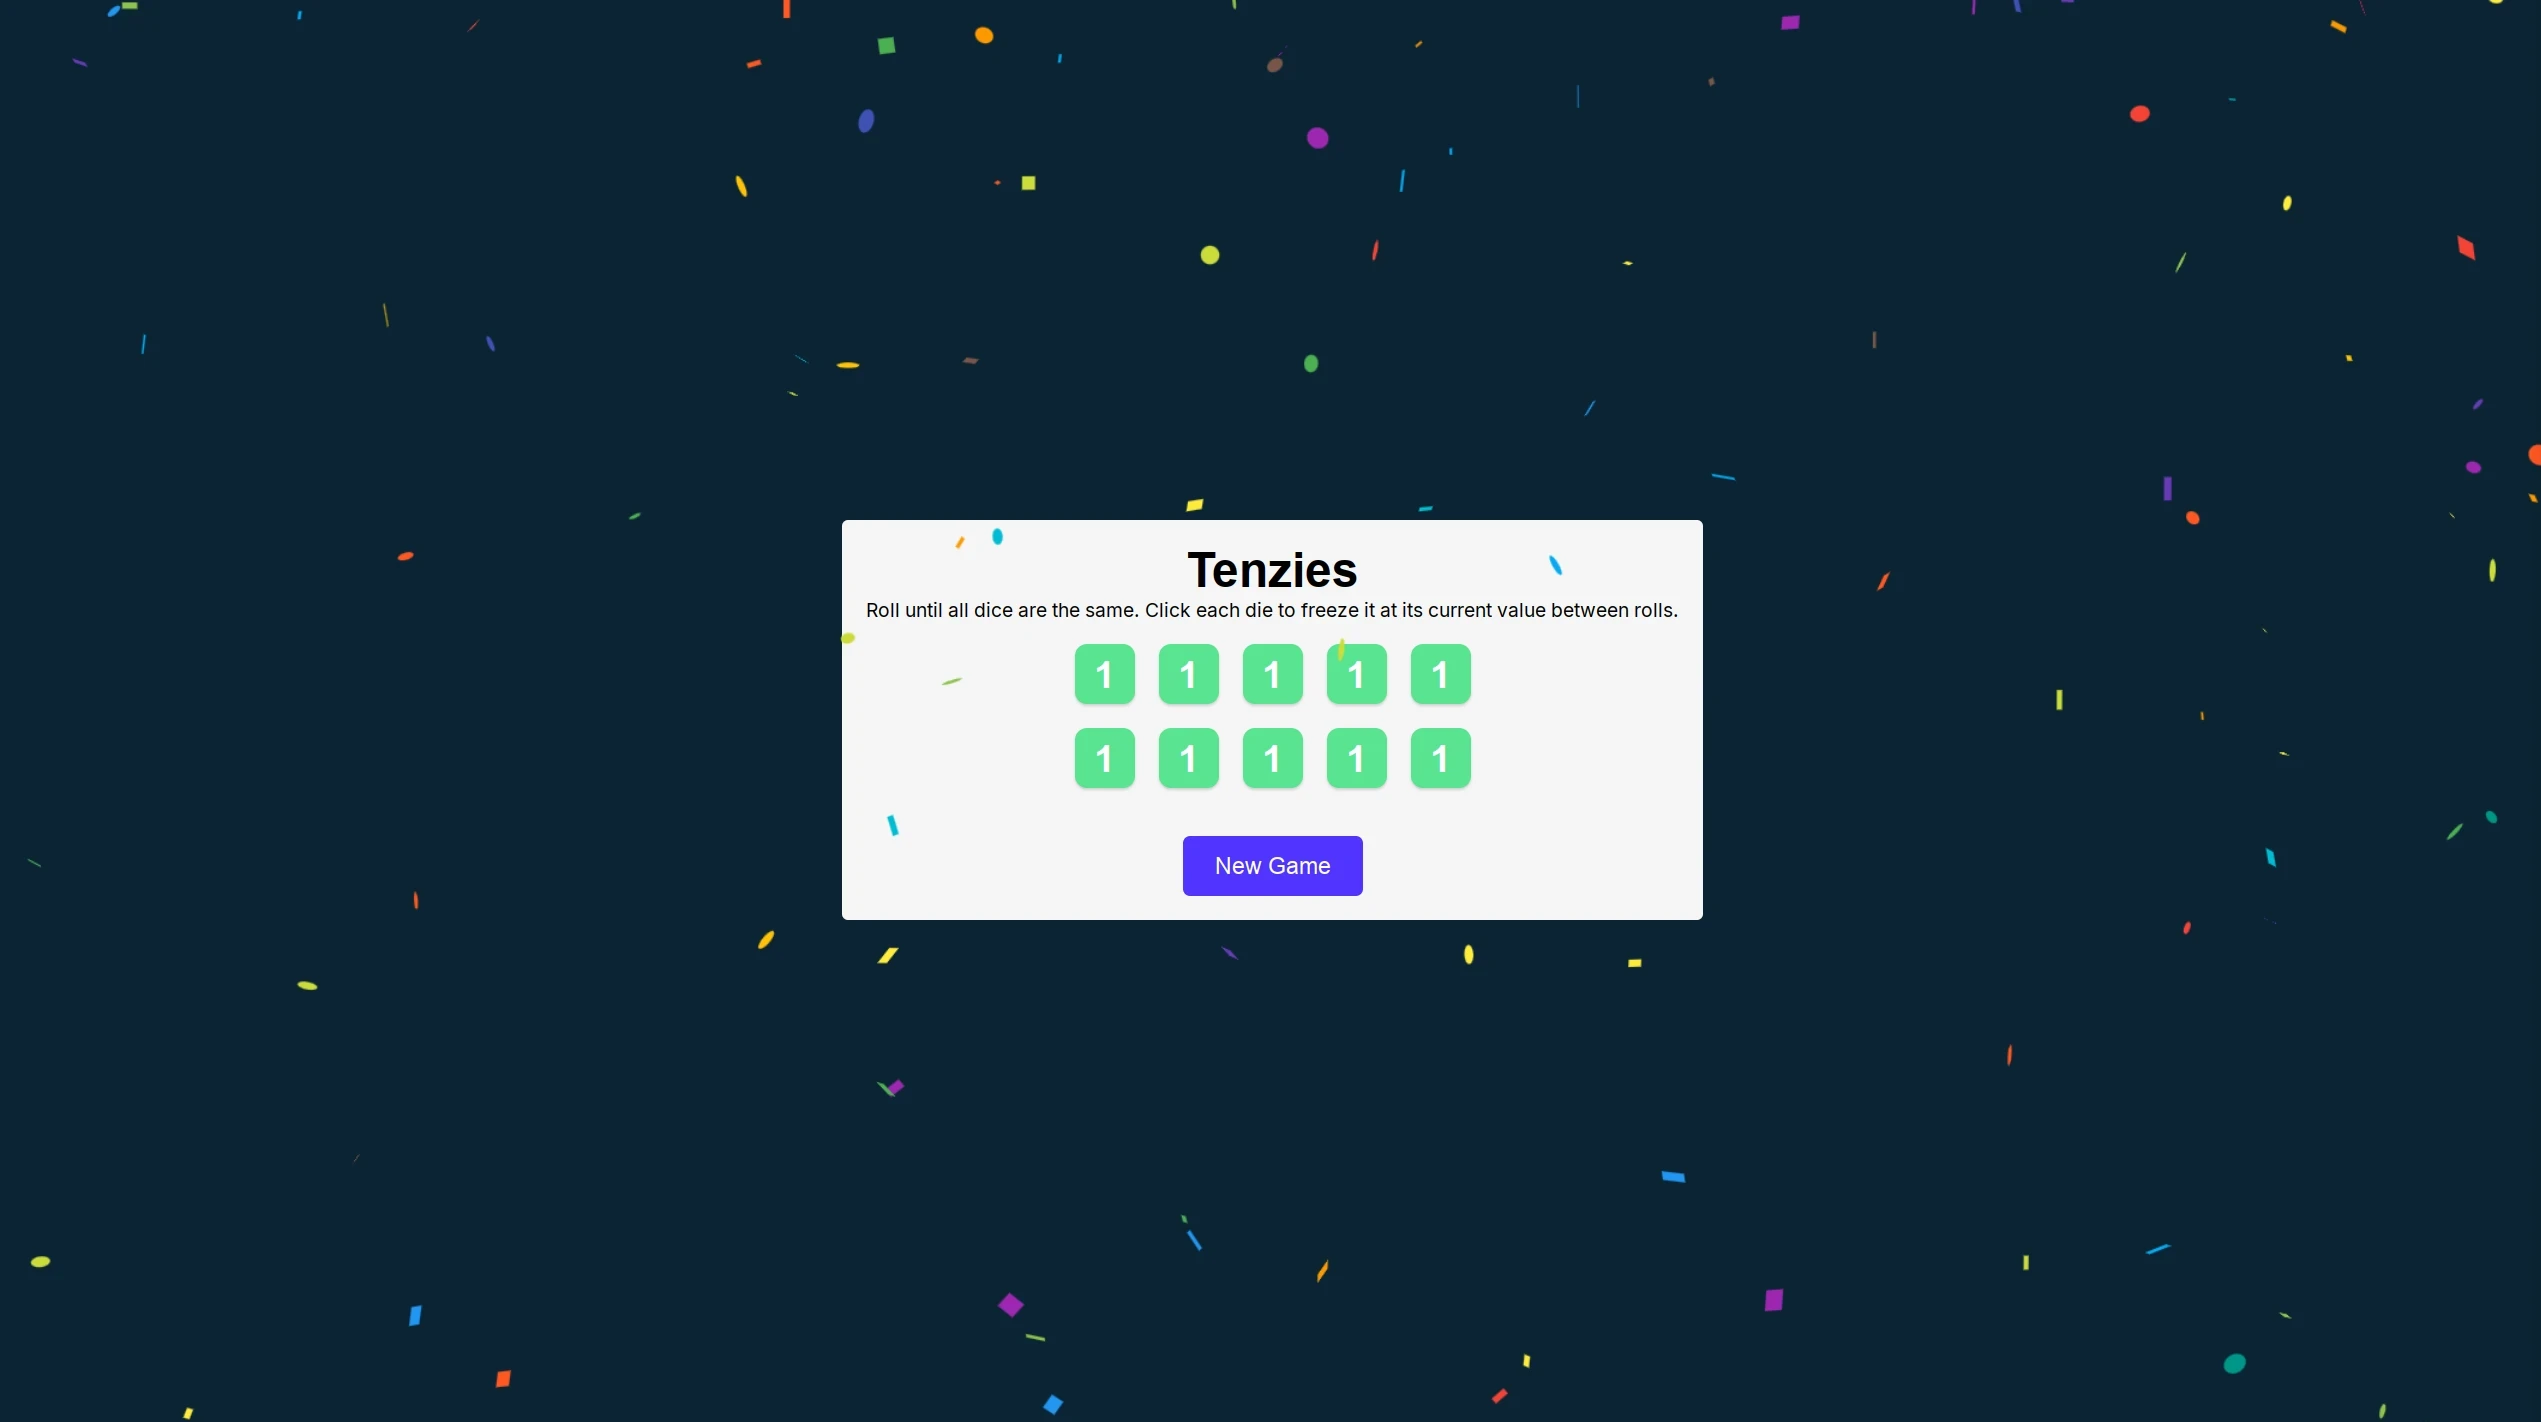 Tenzies
Roll until all dice are the same. Click each die to freeze it at its current value between rolls.
1 1 1 1 1
1 1 1 1 1
New Game